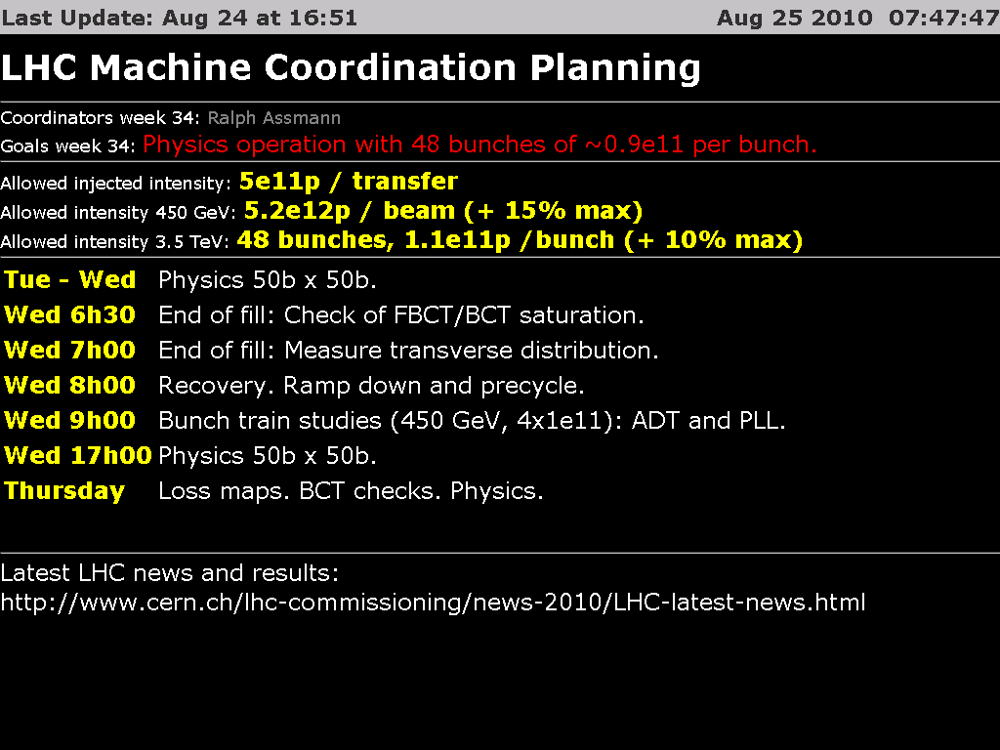 Last Update: Aug 24 at 16:51 Aug 25 2010 07:47:47
LHC Machine Coordination Planning
Coordinators week 34: Ralph Assmann
Goals week 34: Physics operation with 48 bunches of ~0.9e11 per bunch.
Allowed injected intensity: 5e11p / transfer
Allowed intensity 450 GeV: 5.2e12p / beam (+ 15% max)
Allowed intensity 3.5 TeV: 48 bunches, 1.1e11p /bunch (+ 10% max)
Tue - Wed Physics 50b x 50b.
Wed 6h30 End of fill: Check of FBCT/BCT saturation.
Wed 7h00 End of fill: Measure transverse distribution.
Wed 8h00 Recovery. Ramp down and precycle.
Wed 9h00 Bunch train studies (450 GeV, 4x1e11): ADT and PLL.
Wed 17h00 Physics 50b x 50b.
Thursday Loss maps. BCT checks. Physics.
Latest LHC news and results:
http://www.cern.ch/lhc-commissioning/news-2010/LHC-latest-news.html